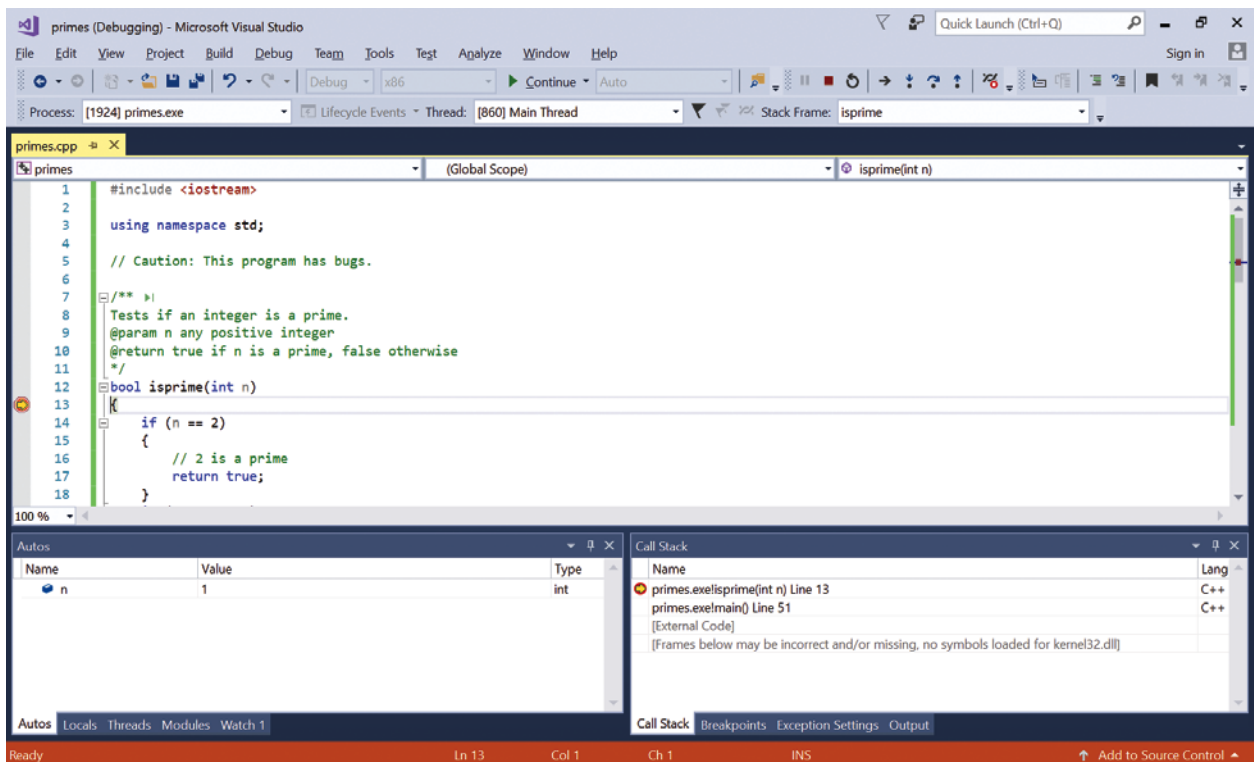 primes (Debugging) - Microsoft Visual Studio
Quick Launch (Ctrl+Q)
File Edit View Project Build Debug Team Tools Test Analyze Window Help
Sign in
Debug x86 Continue Auto
Process: [1924] primes.exe Lifecycle Events Thread: [860] Main Thread Stack Frame: isprime
primes.cpp
primes (Global Scope) isprime(int n)
1 #include <iostream>
2
3 using namespace std;
4
5 // Caution: This program has bugs.
6
7 /**
8 Tests if an integer is a prime.
9 @param n any positive integer
10 @return true if n is a prime, false otherwise
11 */
12 bool isprime(int n)
13 {
14 if (n == 2)
15 {
16 // 2 is a prime
17 return true;
18 }
100 %
Autos
Name Value Type
n 1 int
Autos Locals Threads Modules Watch 1
Call Stack
Name Lang
primes.exe!isprime(int n) Line 13 C++
primes.exe!main() Line 51 C++
[External Code]
[Frames below may be incorrect and/or missing, no symbols loaded for kernel32.dll]
Call Stack Breakpoints Exception Settings Output
Ready Ln 13 Col 1 Ch 1 INS Add to Source Control